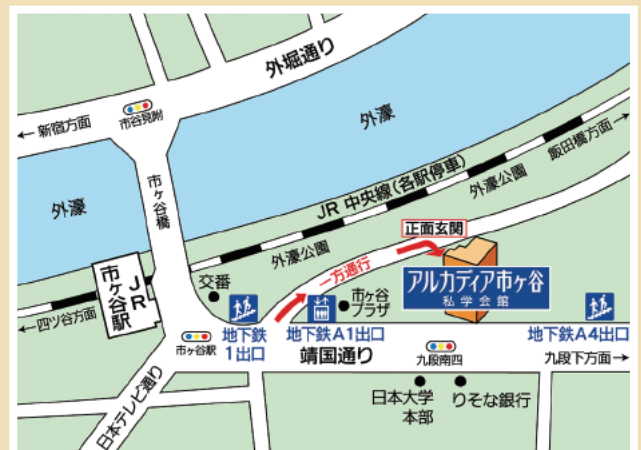 外堀通り
市谷見附
← 新宿方面
外濠
飯田橋方面 →
市ヶ谷橋
外濠
JR 中央線(各駅停車)
外濠公園
正面玄関
外濠公園
一方通行
アルカディア市ヶ谷
私学会館
JR
市ヶ谷駅
交番
市ヶ谷
プラザ
←四ツ谷方面
地下鉄
1出口
地下鉄A1出口
地下鉄A4出口
市ヶ谷駅
靖国通り
九段南四
九段下方面→
日本テレビ通り
日本大学
本部
りそな銀行